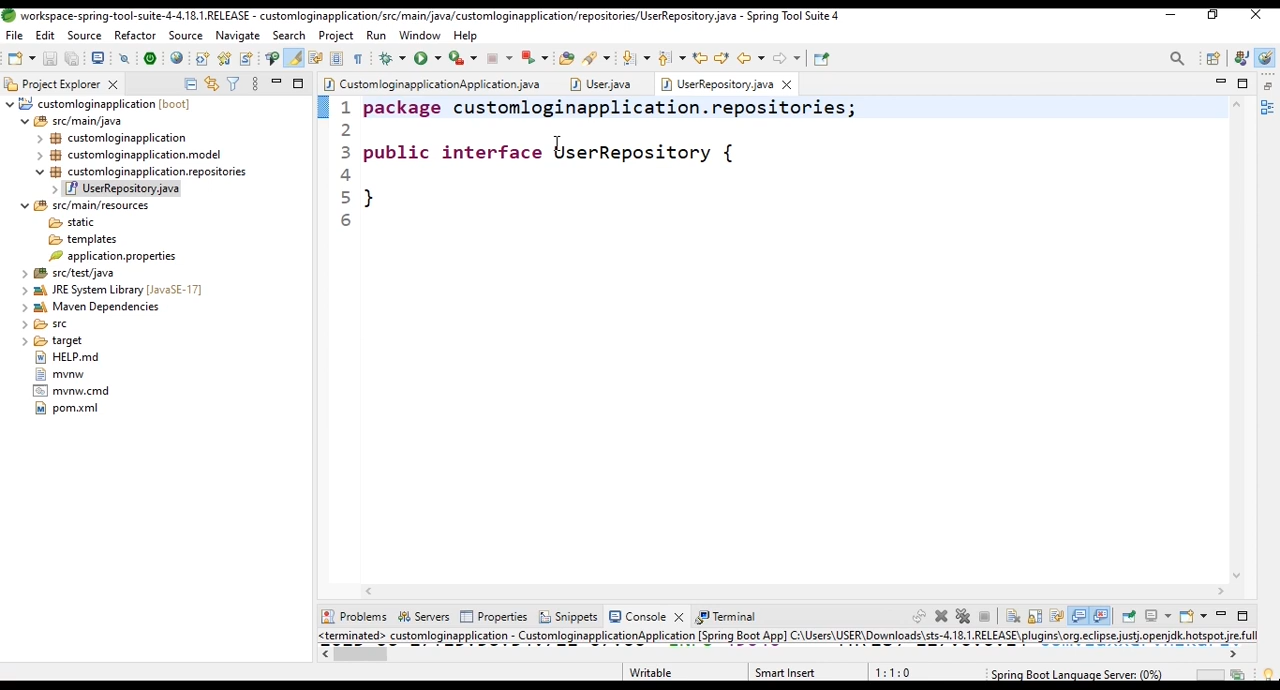 workspace-spring-tool-suite-4-4.18.1.RELEASE - customloginapplication/src/main/java/customloginapplication/repositories/UserRepository.java - Spring Tool Suite 4
File Edit Source Refactor Source Navigate Search Project Run Window Help
Project Explorer
CustomloginapplicationApplication.java User.java UserRepository.java
customloginapplication [boot]
src/main/java
customloginapplication
customloginapplication.model
customloginapplication.repositories
UserRepository.java
src/main/resources
static
templates
application.properties
src/test/java
JRE System Library [JavaSE-17]
Maven Dependencies
src
target
HELP.md
mvnw
mvnw.cmd
pom.xml
1 package customloginapplication.repositories;
2
3 public interface UserRepository {
4
5 }
6
Problems Servers Properties Snippets Console Terminal
<terminated> customloginapplication - CustomloginapplicationApplication [Spring Boot App] C:\Users\USER\Downloads\sts-4.18.1.RELEASE\plugins\org.eclipse.justj.openjdk.hotspot.jre.full
Writable Smart Insert 1 : 1 : 0 Spring Boot Language Server: (0%)